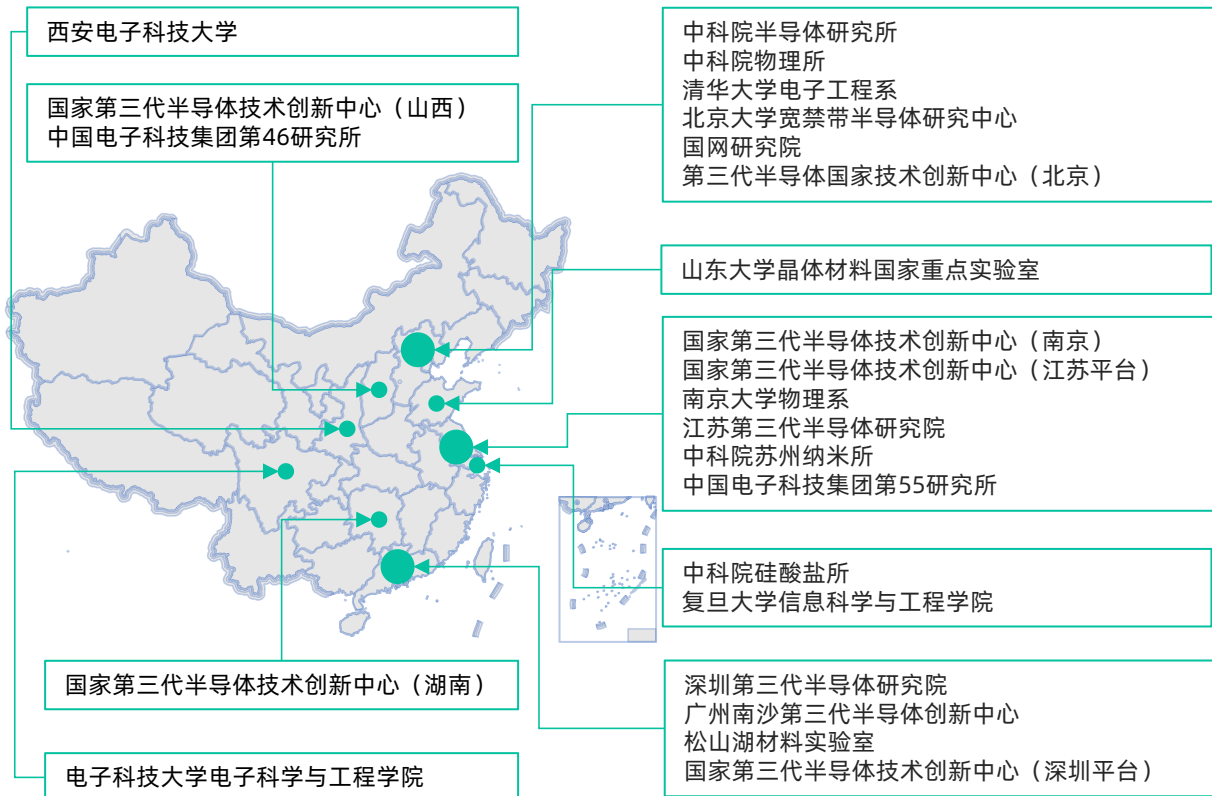 西安电子科技大学
国家第三代半导体技术创新中心（山西）
中国电子科技集团第46研究所
中科院半导体研究所
中科院物理所
清华大学电子工程系
北京大学宽禁带半导体研究中心
国网研究院
第三代半导体国家技术创新中心（北京）
山东大学晶体材料国家重点实验室
国家第三代半导体技术创新中心（南京）
国家第三代半导体技术创新中心（江苏平台）
南京大学物理系
江苏第三代半导体研究院
中科院苏州纳米所
中国电子科技集团第55研究所
中科院硅酸盐所
复旦大学信息科学与工程学院
国家第三代半导体技术创新中心（湖南）
电子科技大学电子科学与工程学院
深圳第三代半导体研究院
广州南沙第三代半导体创新中心
松山湖材料实验室
国家第三代半导体技术创新中心（深圳平台）